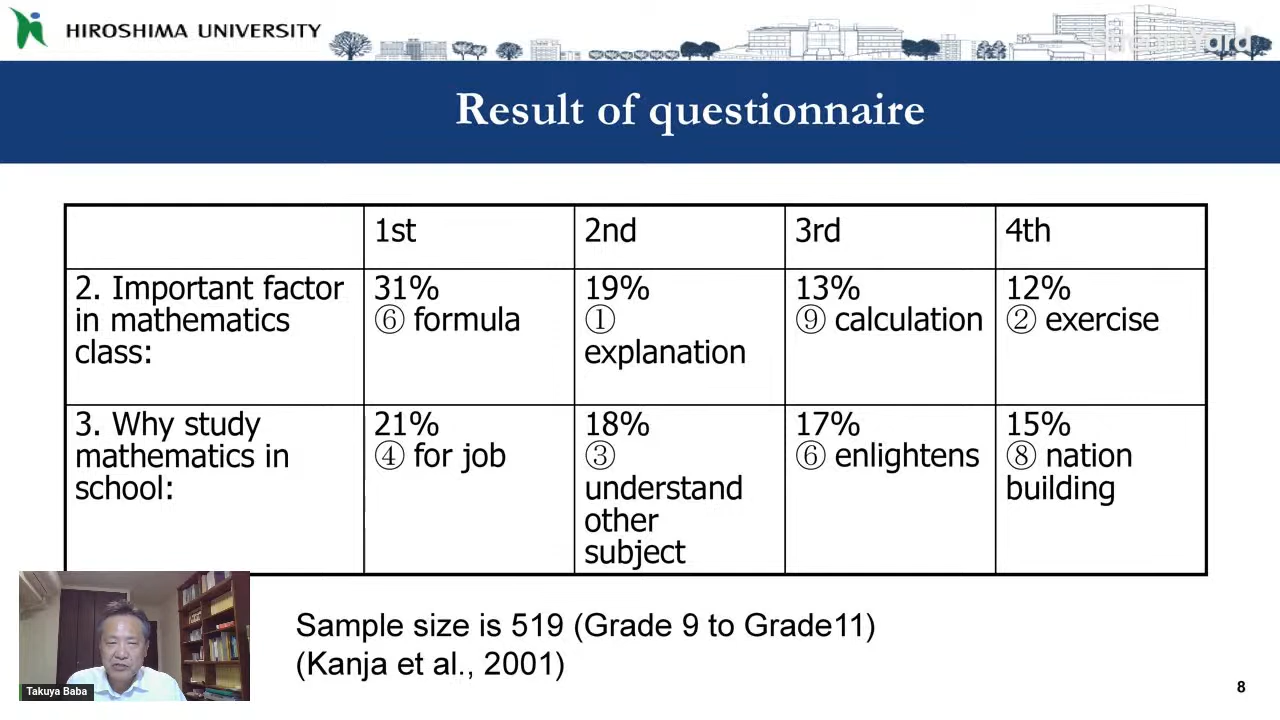 HIROSHIMA UNIVERSITY
StreamYard
Result of questionnaire
1st
2nd
3rd
4th
2. Important factor
in mathematics
class:
31%
⑥ formula
19%
①
explanation
13%
⑨ calculation
12%
② exercise
3. Why study
mathematics in
school:
21%
④ for job
18%
③
understand
other
subject
17%
⑥ enlightens
15%
⑧ nation
building
Sample size is 519 (Grade 9 to Grade11)
(Kanja et al., 2001)
Takuya Baba
8